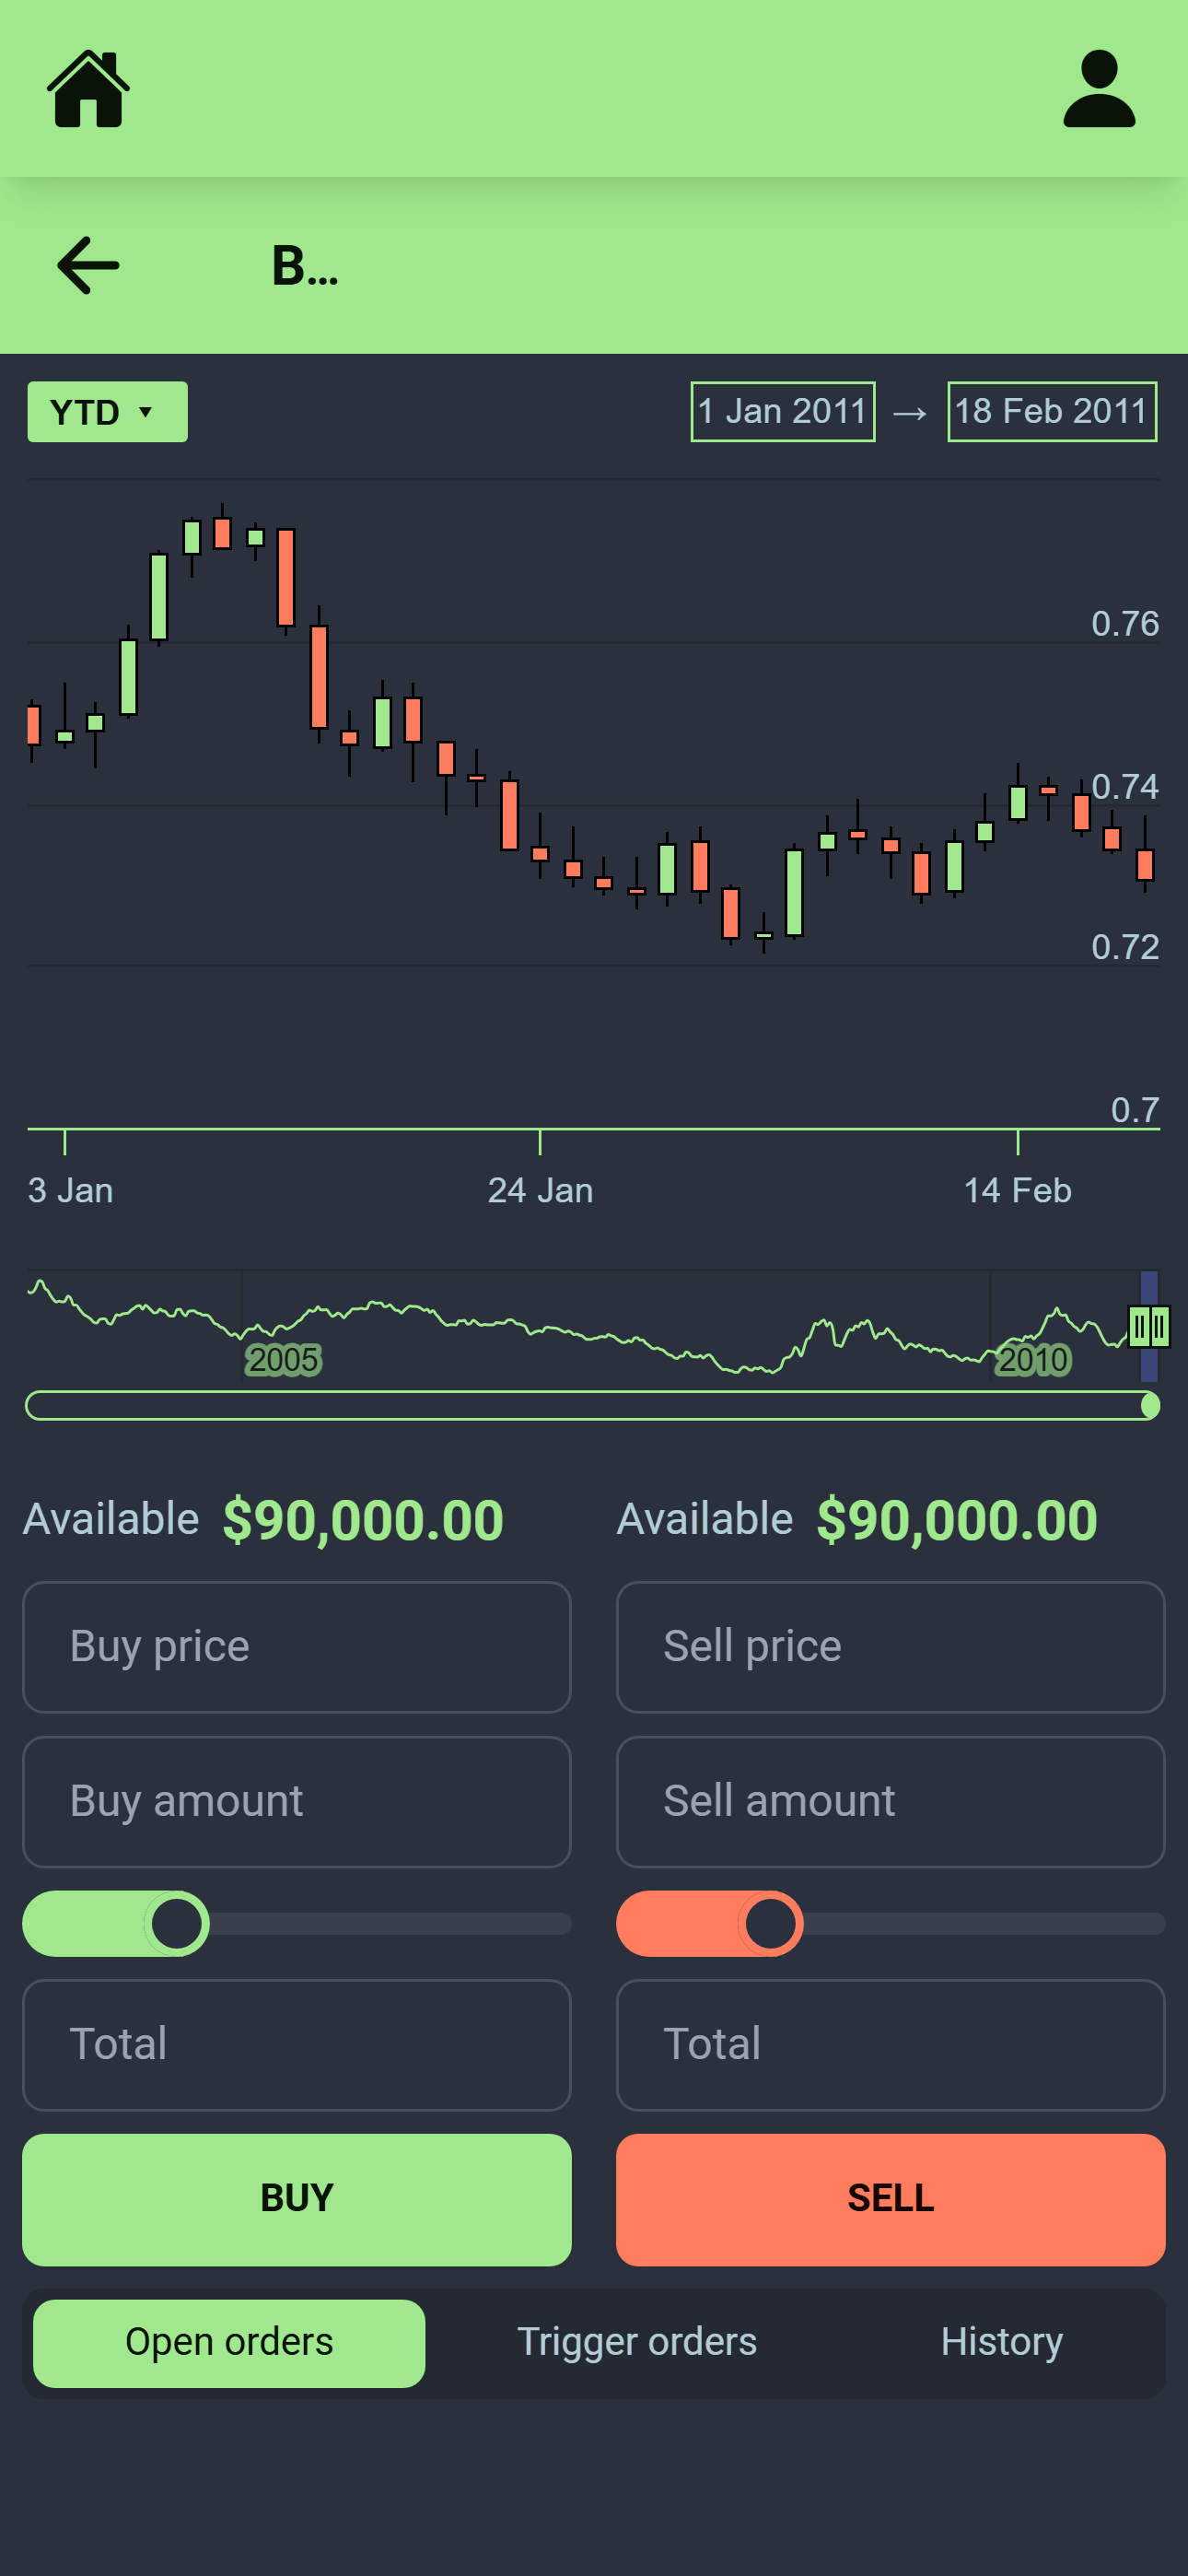 B...
YTD ▼ 1 Jan 2011 → 18 Feb 2011
0.76
0.74
0.72
0.7
3 Jan 24 Jan 14 Feb
2005 2010
Available $90,000.00 Available $90,000.00
Buy price Sell price
Buy amount Sell amount
Total Total
BUY SELL
Open orders Trigger orders History